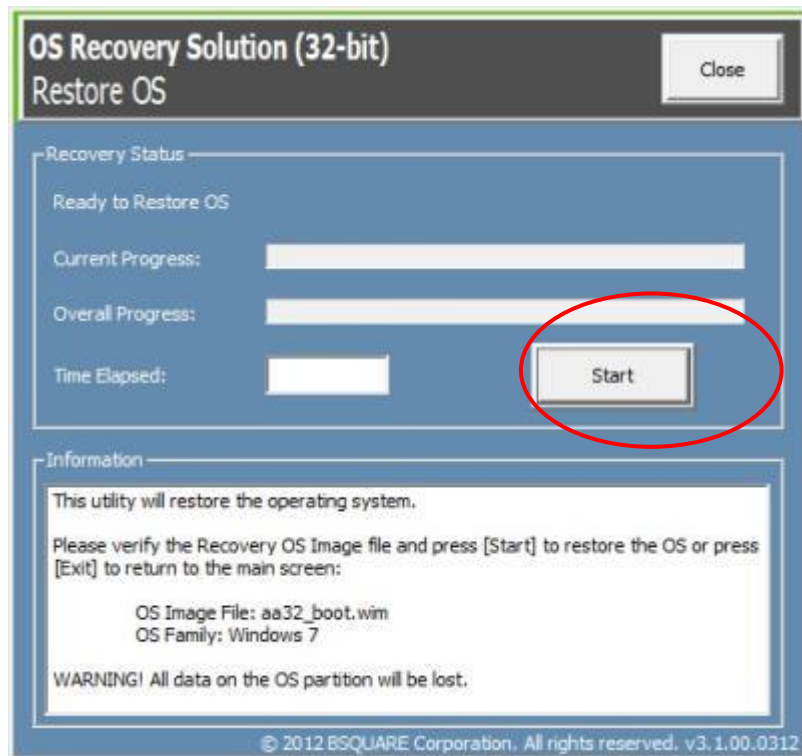 OS Recovery Solution (32-bit)
Restore OS
Close
Recovery Status
Ready to Restore OS
Current Progress:
Overall Progress:
Time Elapsed:
Start
Information
This utility will restore the operating system.
Please verify the Recovery OS Image file and press [Start] to restore the OS or press
[Exit] to return to the main screen:
OS Image File: aa32_boot.wim
OS Family: Windows 7
WARNING! All data on the OS partition will be lost.
© 2012 BSQUARE Corporation. All rights reserved. v3.1.00.0312